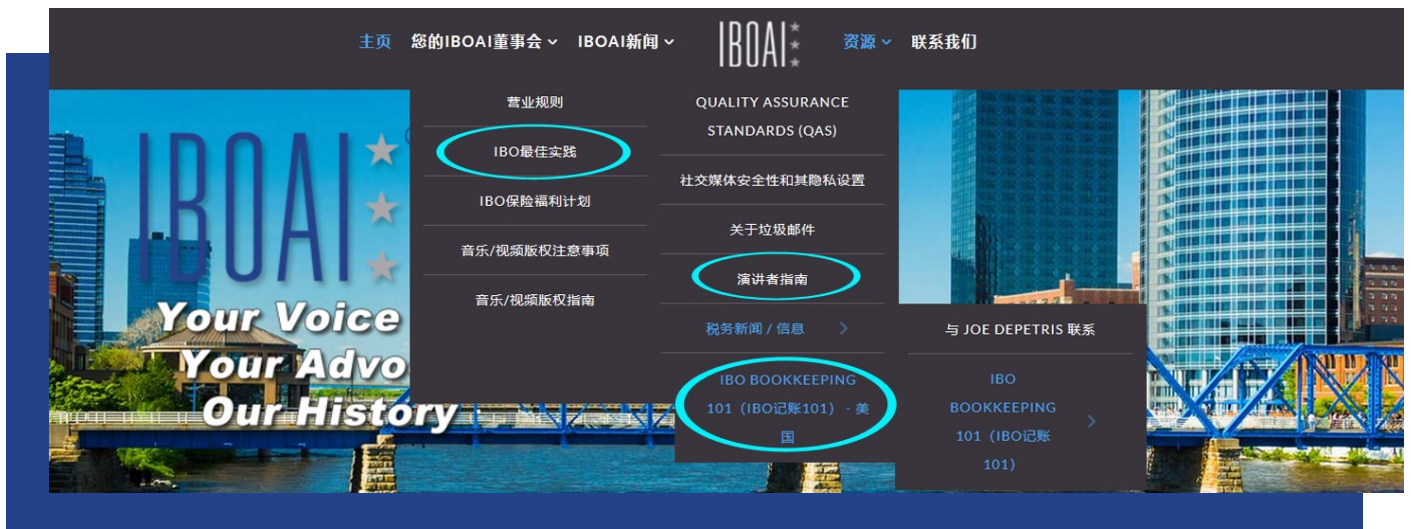 主页 您的IBOAI董事会 IBOAI新闻 IBOAI 资源 联系我们
营业规则
IBO最佳实践
IBO保险福利计划
音乐/视频版权注意事项
音乐/视频版权指南
QUALITY ASSURANCE
STANDARDS (QAS)
社交媒体安全性和其隐私设置
关于垃圾邮件
演讲者指南
税务新闻 / 信息
IBO BOOKKEEPING
101（IBO记账101） - 美
国
与 JOE DEPETRIS 联系
IBO
BOOKKEEPING
101（IBO记账
101)
IBOAI
Your Voice
Your Advo
Our History